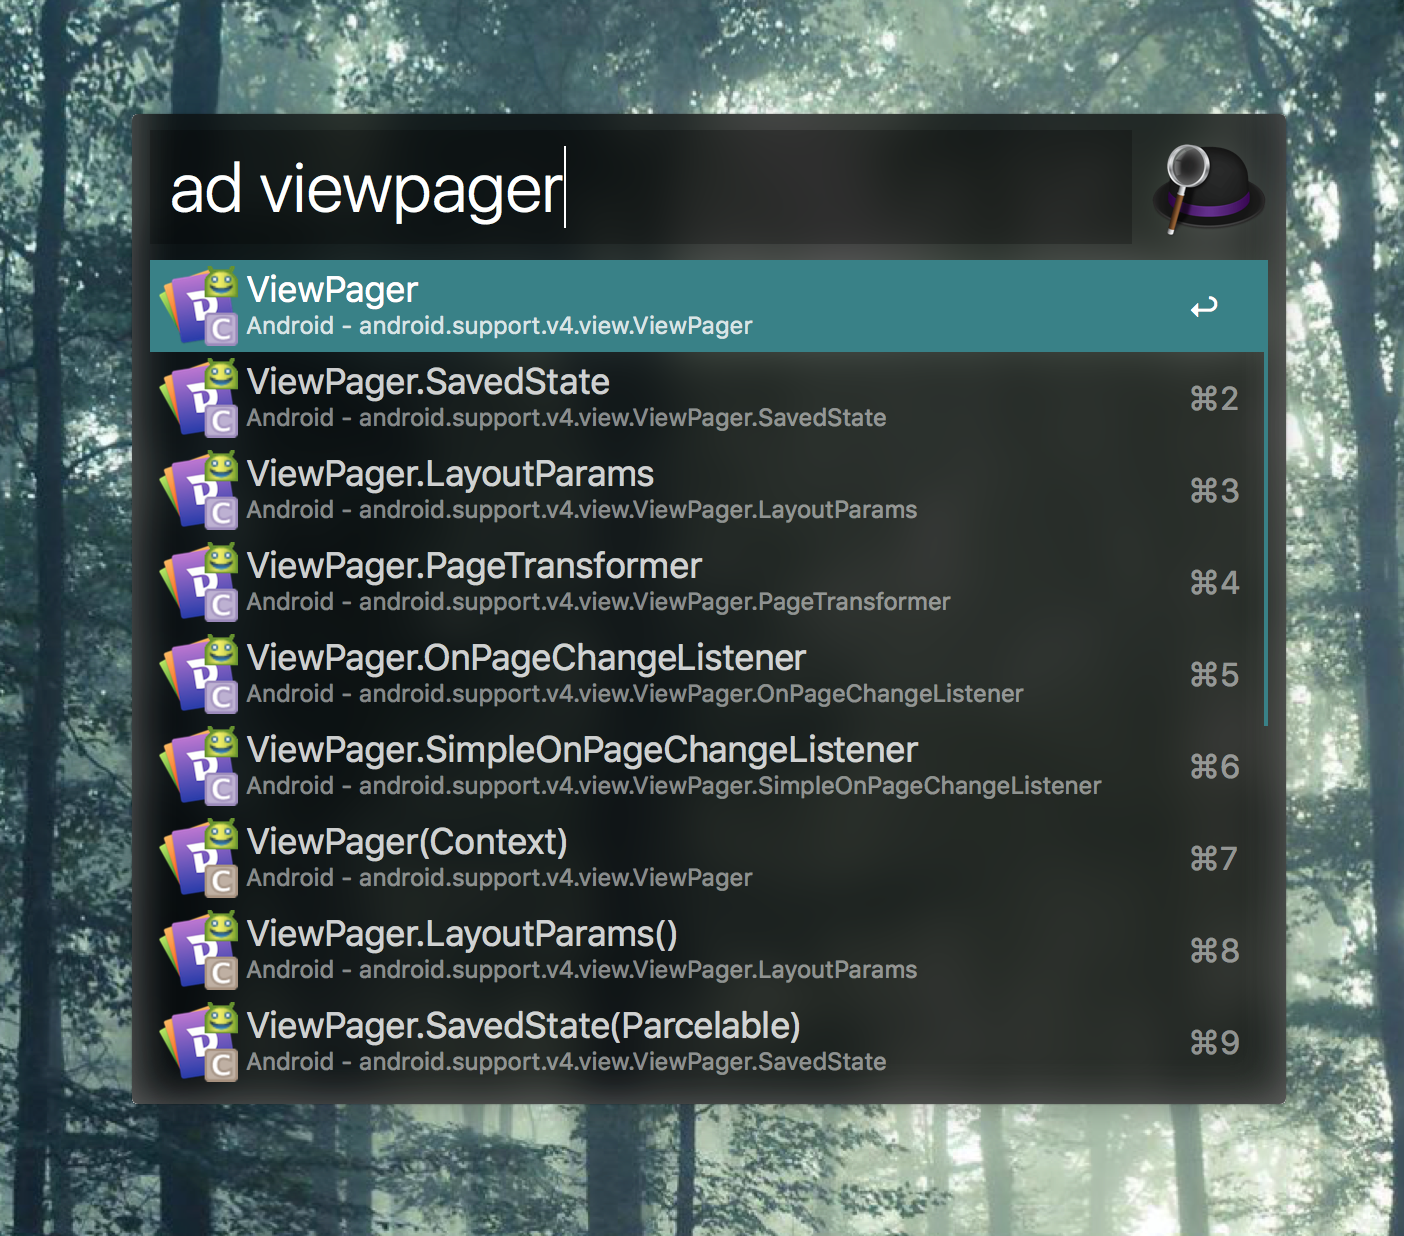 ad viewpager
ViewPager
Android - android.support.v4.view.ViewPager
↩
ViewPager.SavedState
Android - android.support.v4.view.ViewPager.SavedState
⌘2
ViewPager.LayoutParams
Android - android.support.v4.view.ViewPager.LayoutParams
⌘3
ViewPager.PageTransformer
Android - android.support.v4.view.ViewPager.PageTransformer
⌘4
ViewPager.OnPageChangeListener
Android - android.support.v4.view.ViewPager.OnPageChangeListener
⌘5
ViewPager.SimpleOnPageChangeListener
Android - android.support.v4.view.ViewPager.SimpleOnPageChangeListener
⌘6
ViewPager(Context)
Android - android.support.v4.view.ViewPager
⌘7
ViewPager.LayoutParams()
Android - android.support.v4.view.ViewPager.LayoutParams
⌘8
ViewPager.SavedState(Parcelable)
Android - android.support.v4.view.ViewPager.SavedState
⌘9